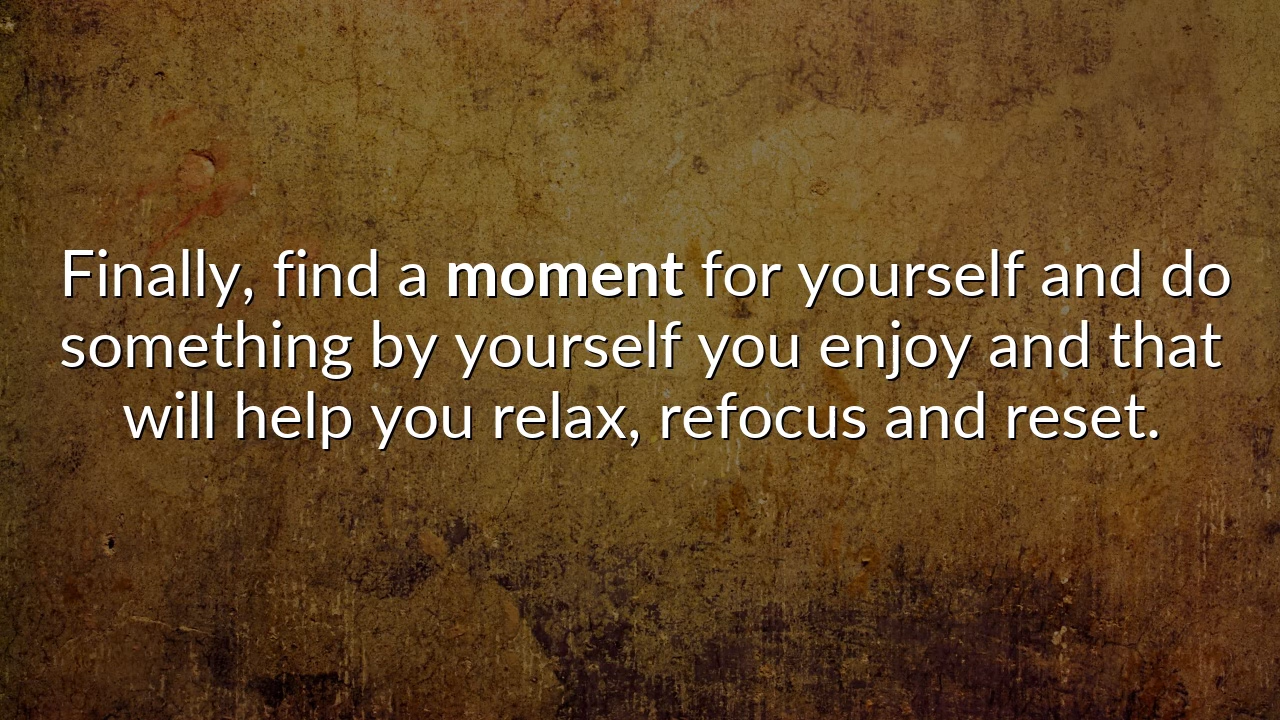 Finally, find a moment for yourself and do
something by yourself you enjoy and that
will help you relax, refocus and reset.